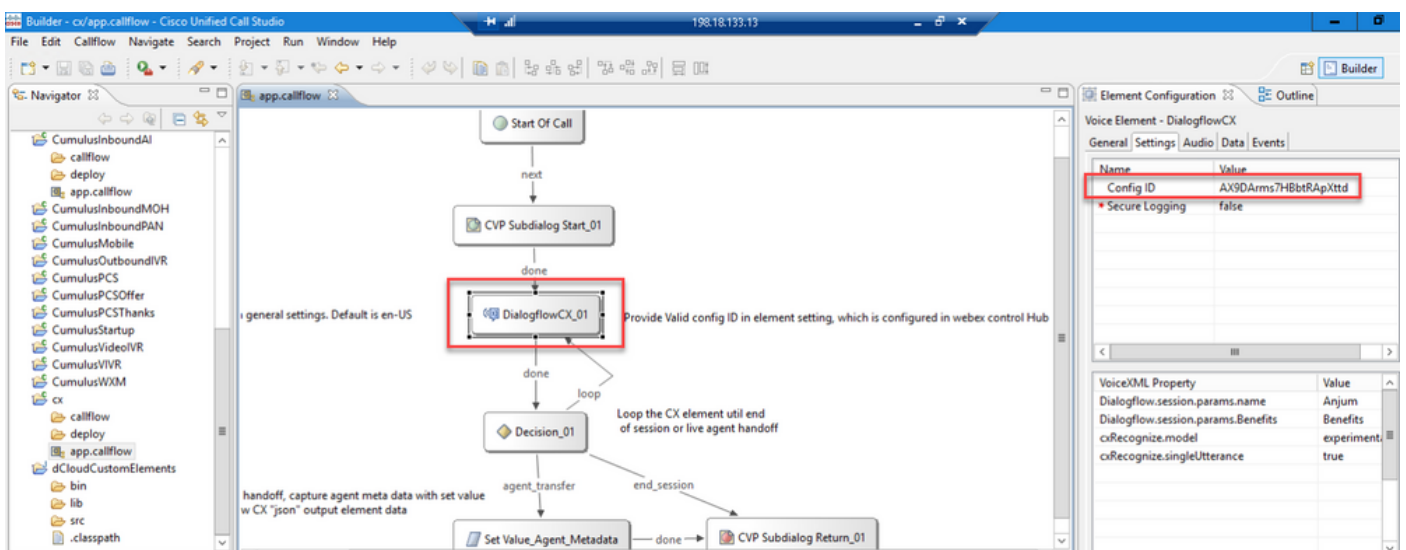 Builder - cx/app.callflow - Cisco Unified Call Studio
198.18.133.13
File Edit Callflow Navigate Search Project Run Window Help
Builder
Navigator
CumulusInboundAI
callflow
deploy
app.callflow
CumulusInboundMOH
CumulusInboundPAN
CumulusMobile
CumulusOutboundIVR
CumulusPCS
CumulusPCSOffer
CumulusPCSThanks
CumulusStartup
CumulusVideoIVR
CumulusVIVR
CumulusWXM
cx
callflow
deploy
app.callflow
dCloudCustomElements
bin
lib
src
.classpath
app.callflow
Start Of Call
next
CVP Subdialog Start_01
done
general settings. Default is en-US
DialogflowCX_01
Provide Valid config ID in element setting, which is configured in webex control Hub
done
loop
Loop the CX element util end
of session or live agent handoff
Decision_01
agent_transfer
end_session
handoff, capture agent meta data with set value
w CX "json" output element data
Set Value_Agent_Metadata
done
CVP Subdialog Return_01
Element Configuration
Outline
Voice Element - DialogflowCX
General Settings Audio Data Events
Name Value
Config ID AX9DArms7HBbtRApXttd
* Secure Logging false
VoiceXML Property Value
Dialogflow.session.params.name Anjum
Dialogflow.session.params.Benefits Benefits
cxRecognize.model experiment
cxRecognize.singleUtterance true